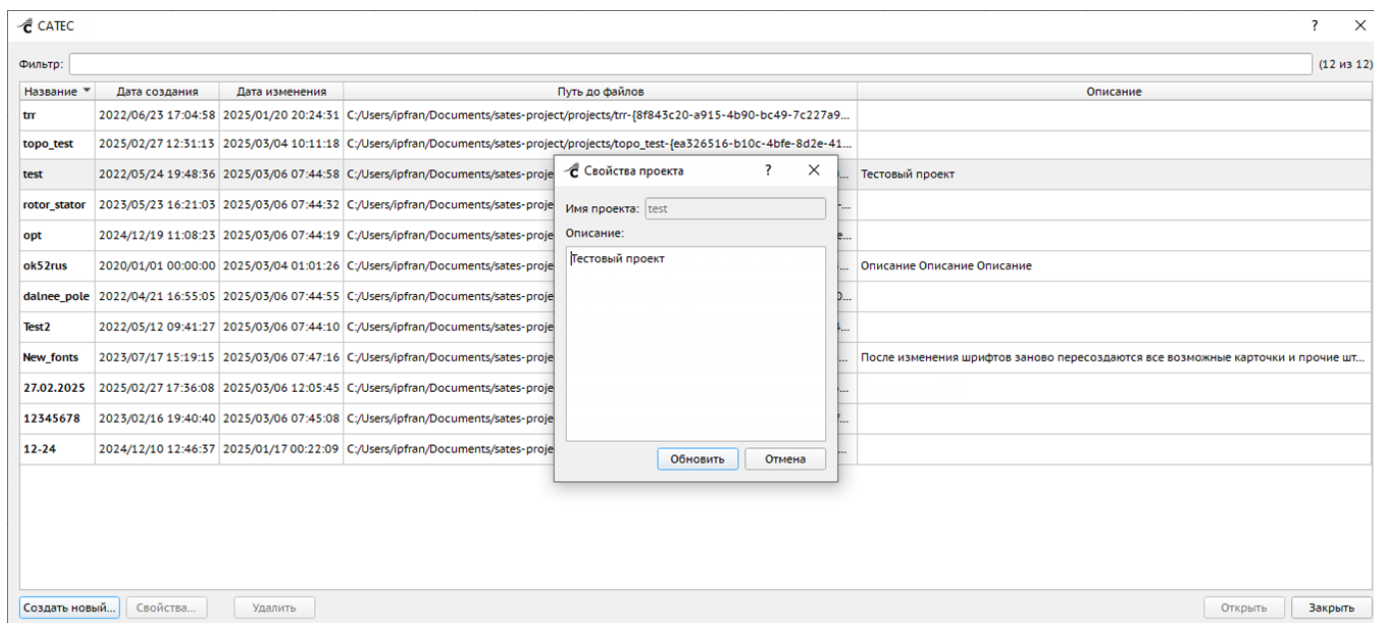 САТЕС ?
Фильтр: (12 из 12)
Название Дата создания Дата изменения Путь до файлов Описание
trr 2022/06/23 17:04:58 2025/01/20 20:24:31 C:/Users/ipfran/Documents/sates-project/projects/trr-{8f843c20-a915-4b90-bc49-7c227a9...
topo_test 2025/02/27 12:31:13 2025/03/04 10:11:18 C:/Users/ipfran/Documents/sates-project/projects/topo_test-{ea326516-b10c-4bfe-8d2e-41...
test 2022/05/24 19:48:36 2025/03/06 07:44:58 C:/Users/ipfran/Documents/sates-proje ... Тестовый проект
rotor_stator 2023/05/23 16:21:03 2025/03/06 07:44:32 C:/Users/ipfran/Documents/sates-proje -...
opt 2024/12/19 11:08:23 2025/03/06 07:44:19 C:/Users/ipfran/Documents/sates-proje e...
ok52rus 2020/01/01 00:00:00 2025/03/04 01:01:26 C:/Users/ipfran/Documents/sates-proje ... Описание Описание Описание
dalnee_pole 2022/04/21 16:55:05 2025/03/06 07:44:55 C:/Users/ipfran/Documents/sates-proje ...
Test2 2022/05/12 09:41:27 2025/03/06 07:44:10 C:/Users/ipfran/Documents/sates-proje ...
New_fonts 2023/07/17 15:19:15 2025/03/06 07:47:16 C:/Users/ipfran/Documents/sates-proje ... После изменения шрифтов заново пересоздаются все возможные карточки и прочие шт...
27.02.2025 2025/02/27 17:36:08 2025/03/06 12:05:45 C:/Users/ipfran/Documents/sates-proje ...
12345678 2023/02/16 19:40:40 2025/03/06 07:45:08 C:/Users/ipfran/Documents/sates-proje ...
12-24 2024/12/10 12:46:37 2025/01/17 00:22:09 C:/Users/ipfran/Documents/sates-proje ...
Свойства проекта ?
Имя проекта: test
Описание:
Тестовый проект
Обновить Отмена
Создать новый... Свойства... Удалить Открыть Закрыть